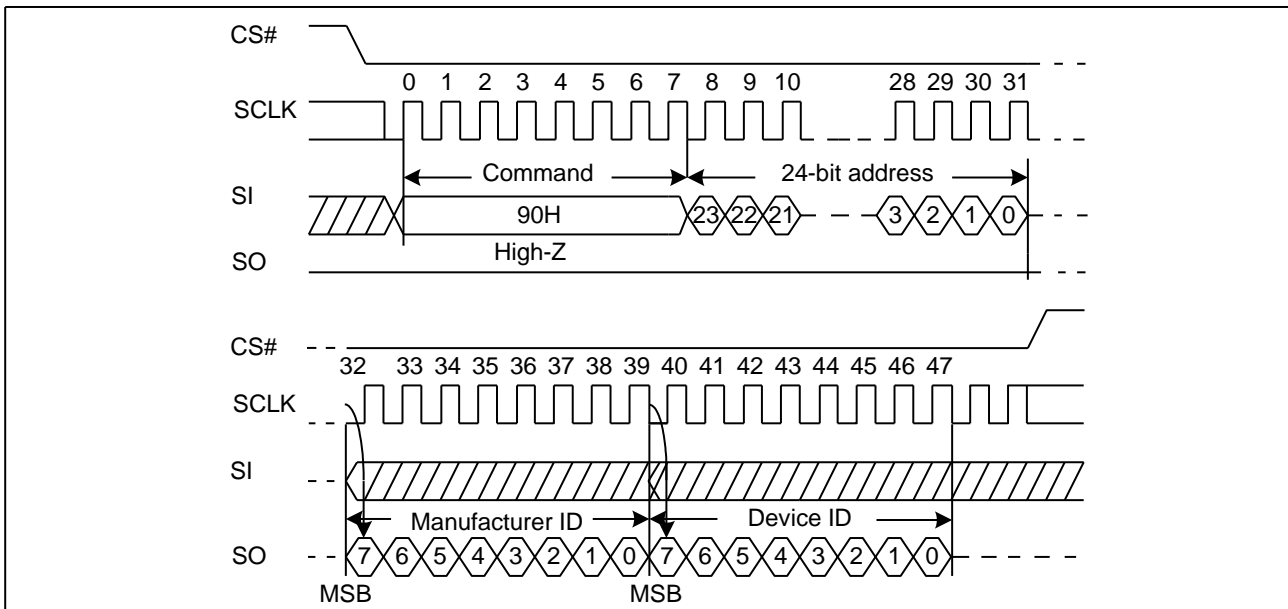 CS#
0 1 2 3 4 5 6 7 8 9 10 28 29 30 31
SCLK
Command 24-bit address
SI
90H 23 22 21 3 2 1 0
High-Z
SO
CS#
32 33 34 35 36 37 38 39 40 41 42 43 44 45 46 47
SCLK
SI
Manufacturer ID Device ID
SO 7 6 5 4 3 2 1 0 7 6 5 4 3 2 1 0
MSB MSB